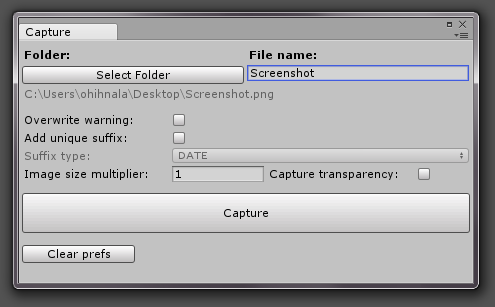 Capture
Folder: File name:
Select Folder Screenshot
C:\Users\ohihnala\Desktop\Screenshot.png
Overwrite warning:
Add unique suffix:
Suffix type: DATE
Image size multiplier: 1 Capture transparency:
Capture
Clear prefs